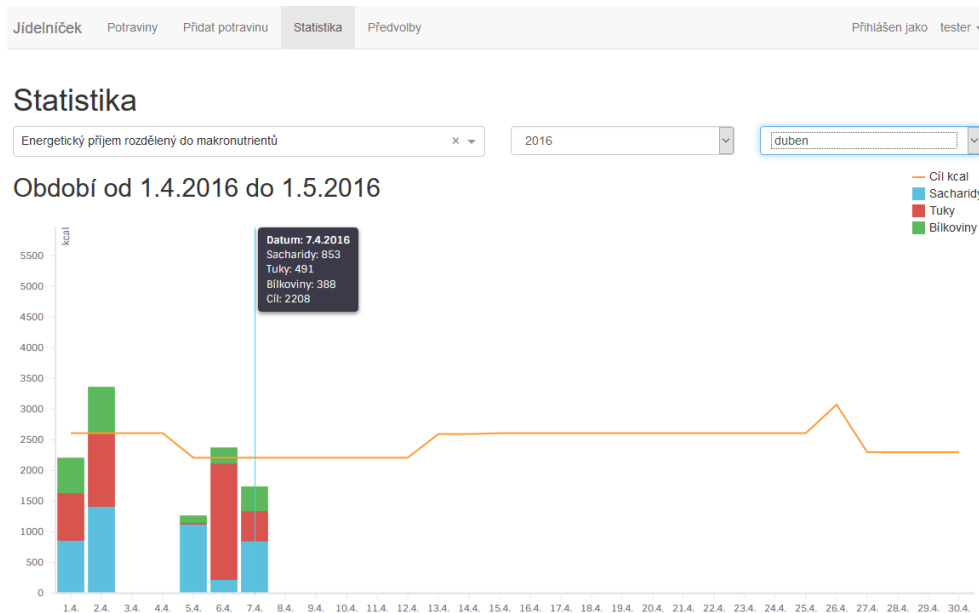 Jídelníček Potraviny Přidat potravinu Statistika Předvolby Přihlášen jako tester
Statistika
Energetický příjem rozdělený do makronutrientů × 2016 duben
Období od 1.4.2016 do 1.5.2016
Cíl kcal
Sacharidy
Tuky
Bílkoviny
kcal
Datum: 7.4.2016
Sacharidy: 853
Tuky: 491
Bílkoviny: 388
Cíl: 2208
5500
5000
4500
4000
3500
3000
2500
2000
1500
1000
500
0
1.4. 2.4. 3.4. 4.4. 5.4. 6.4. 7.4. 8.4. 9.4. 10.4. 11.4. 12.4. 13.4. 14.4. 15.4. 16.4. 17.4. 18.4. 19.4. 20.4. 21.4. 22.4. 23.4. 24.4. 25.4. 26.4. 27.4. 28.4. 29.4. 30.4.